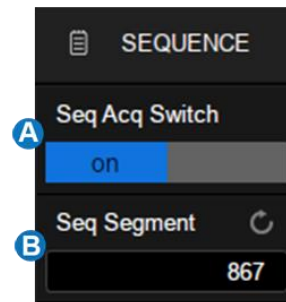 SEQUENCE
Seq Acq Switch
A
on
Seq Segment
B
867